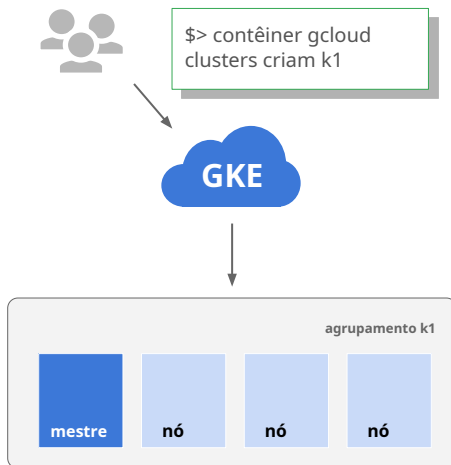 $> contêiner gcloud
clusters criam k1
GKE
agrupamento k1
mestre
nó
nó
nó